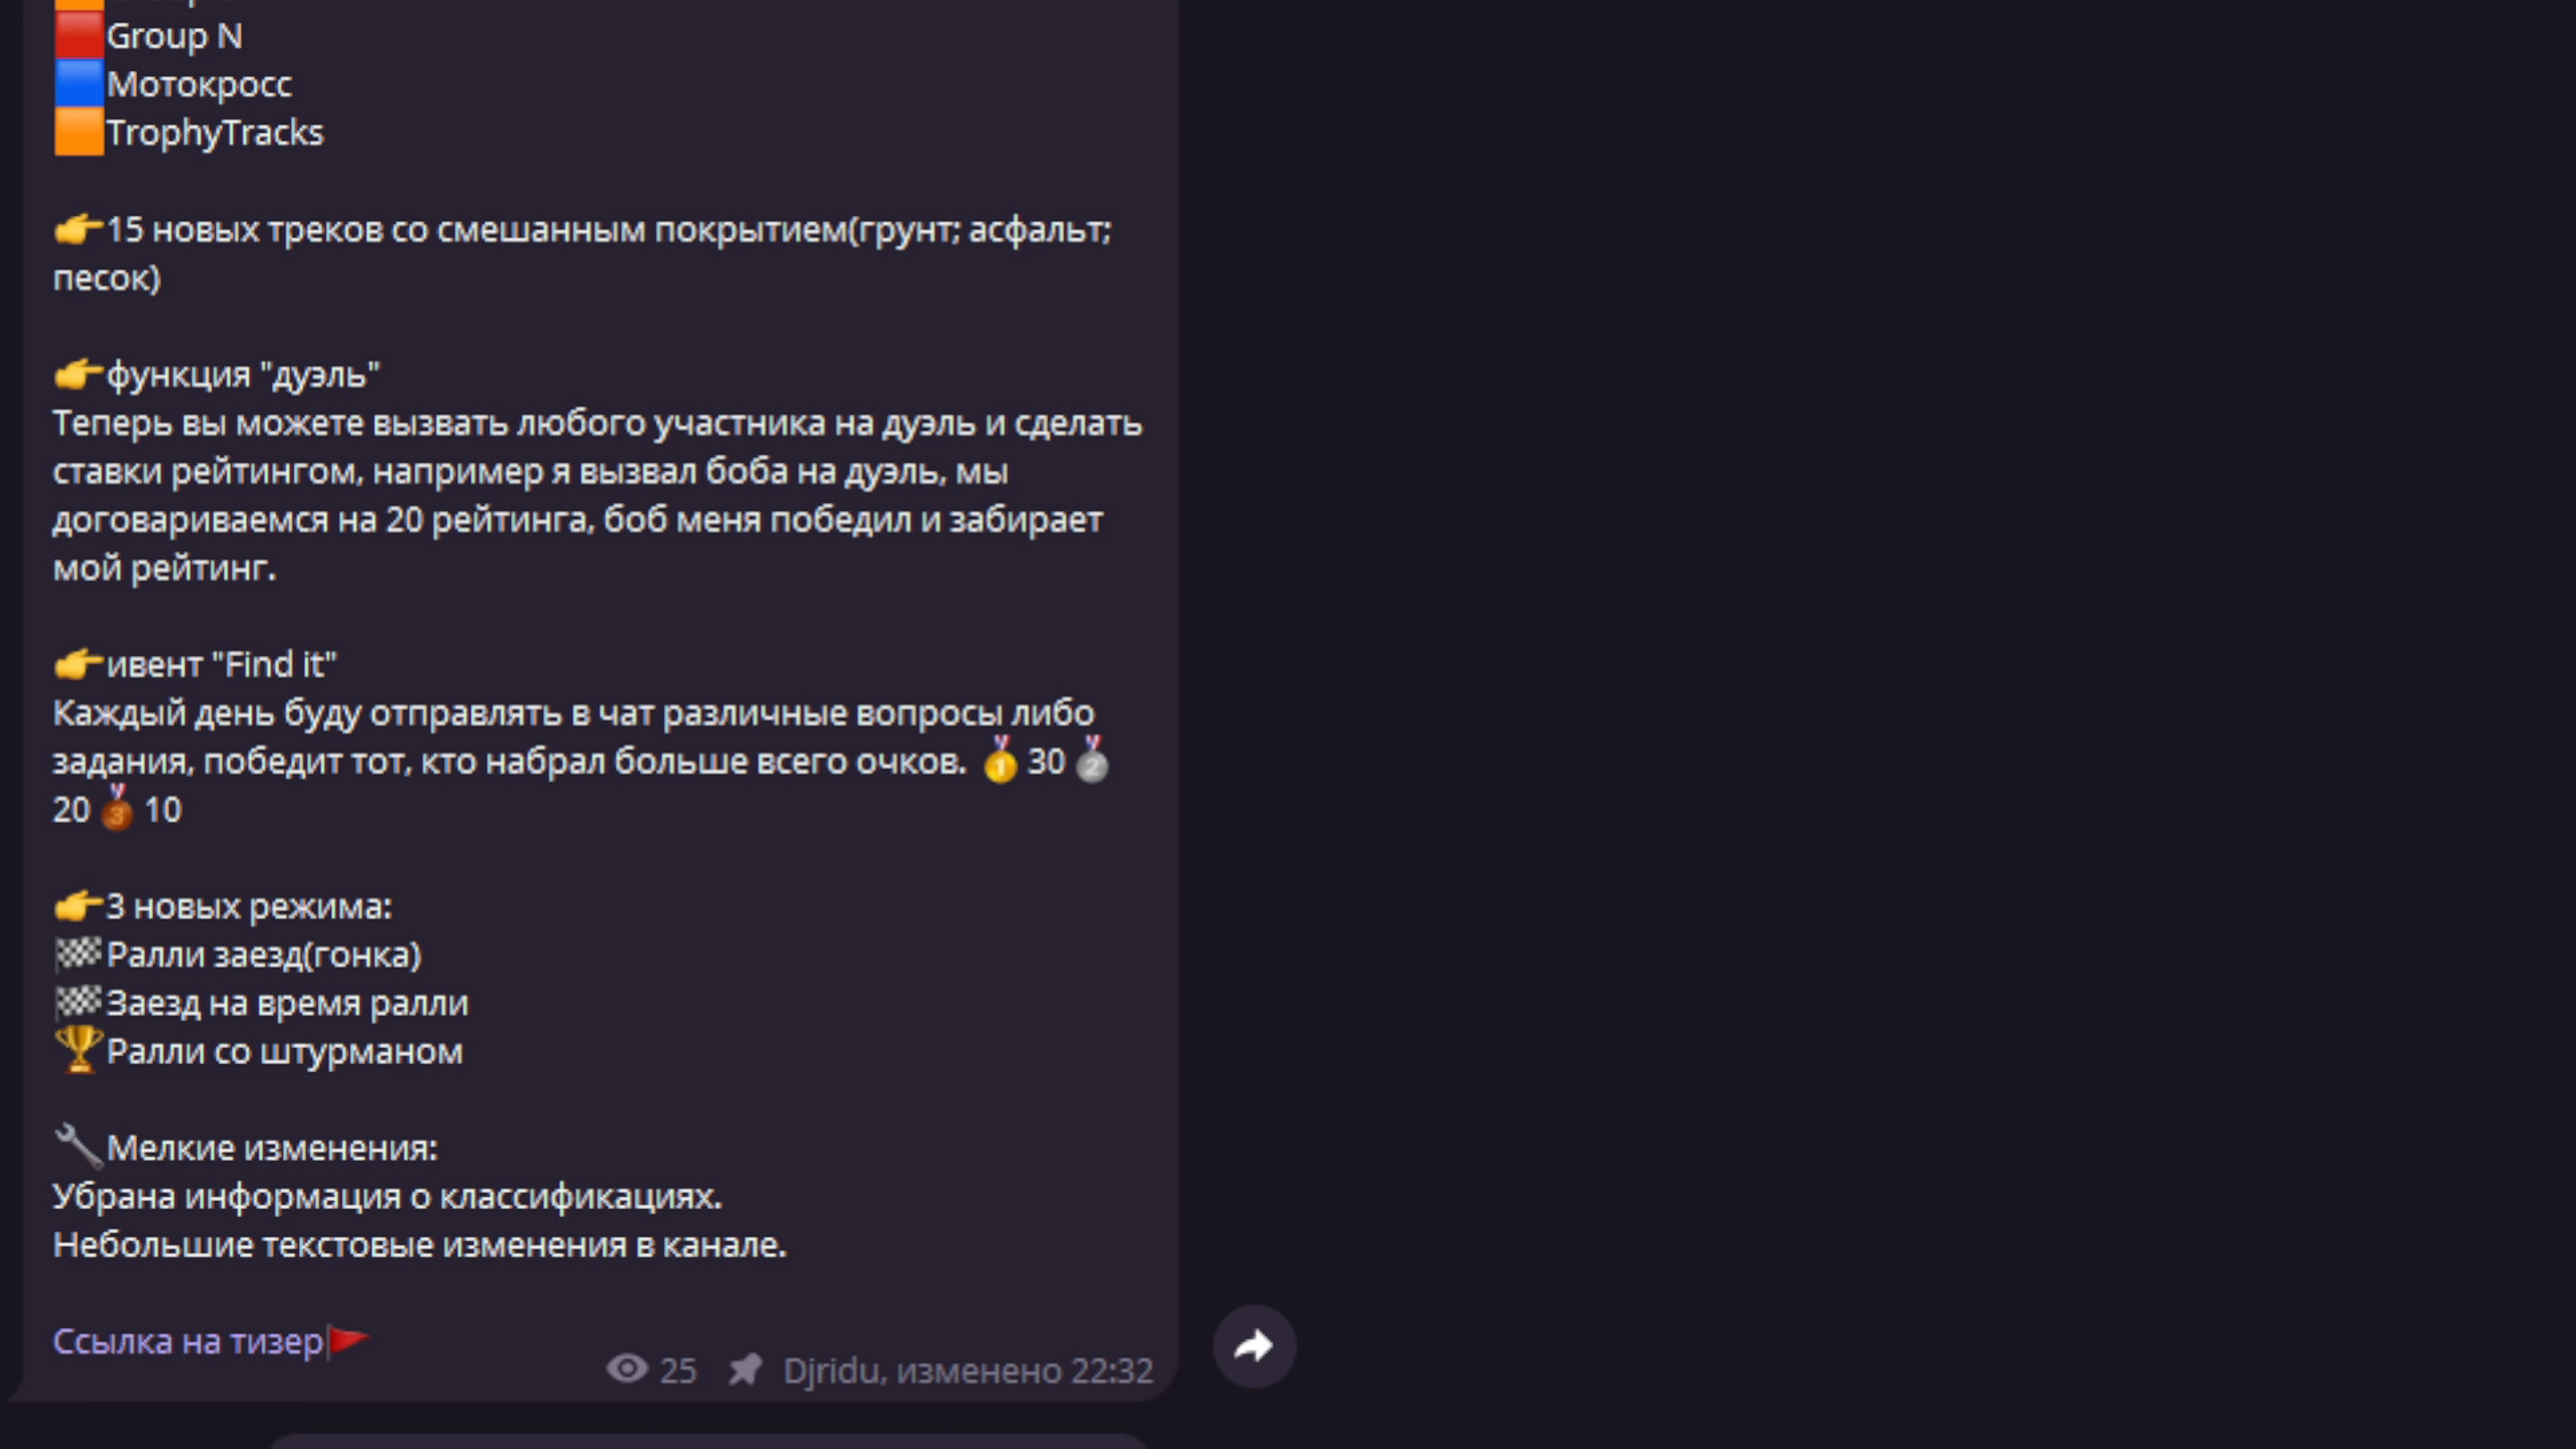 Group N
Мотокросс
TrophyTracks
👉15 новых треков со смешанным покрытием(грунт; асфальт;
песок)
👉функция "дуэль"
Теперь вы можете вызвать любого участника на дуэль и сделать
ставки рейтингом, например я вызвал боба на дуэль, мы
договариваемся на 20 рейтинга, боб меня победил и забирает
мой рейтинг.
👉ивент "Find it"
Каждый день буду отправлять в чат различные вопросы либо
задания, победит тот, кто набрал больше всего очков. 🥇30🥈
20🥉10
👉3 новых режима:
🏁Ралли заезд(гонка)
🏁Заезд на время ралли
🏆Ралли со штурманом
🔧Мелкие изменения:
Убрана информация о классификациях.
Небольшие текстовые изменения в канале.
Ссылка на тизер🚩
25 Djridu, изменено 22:32